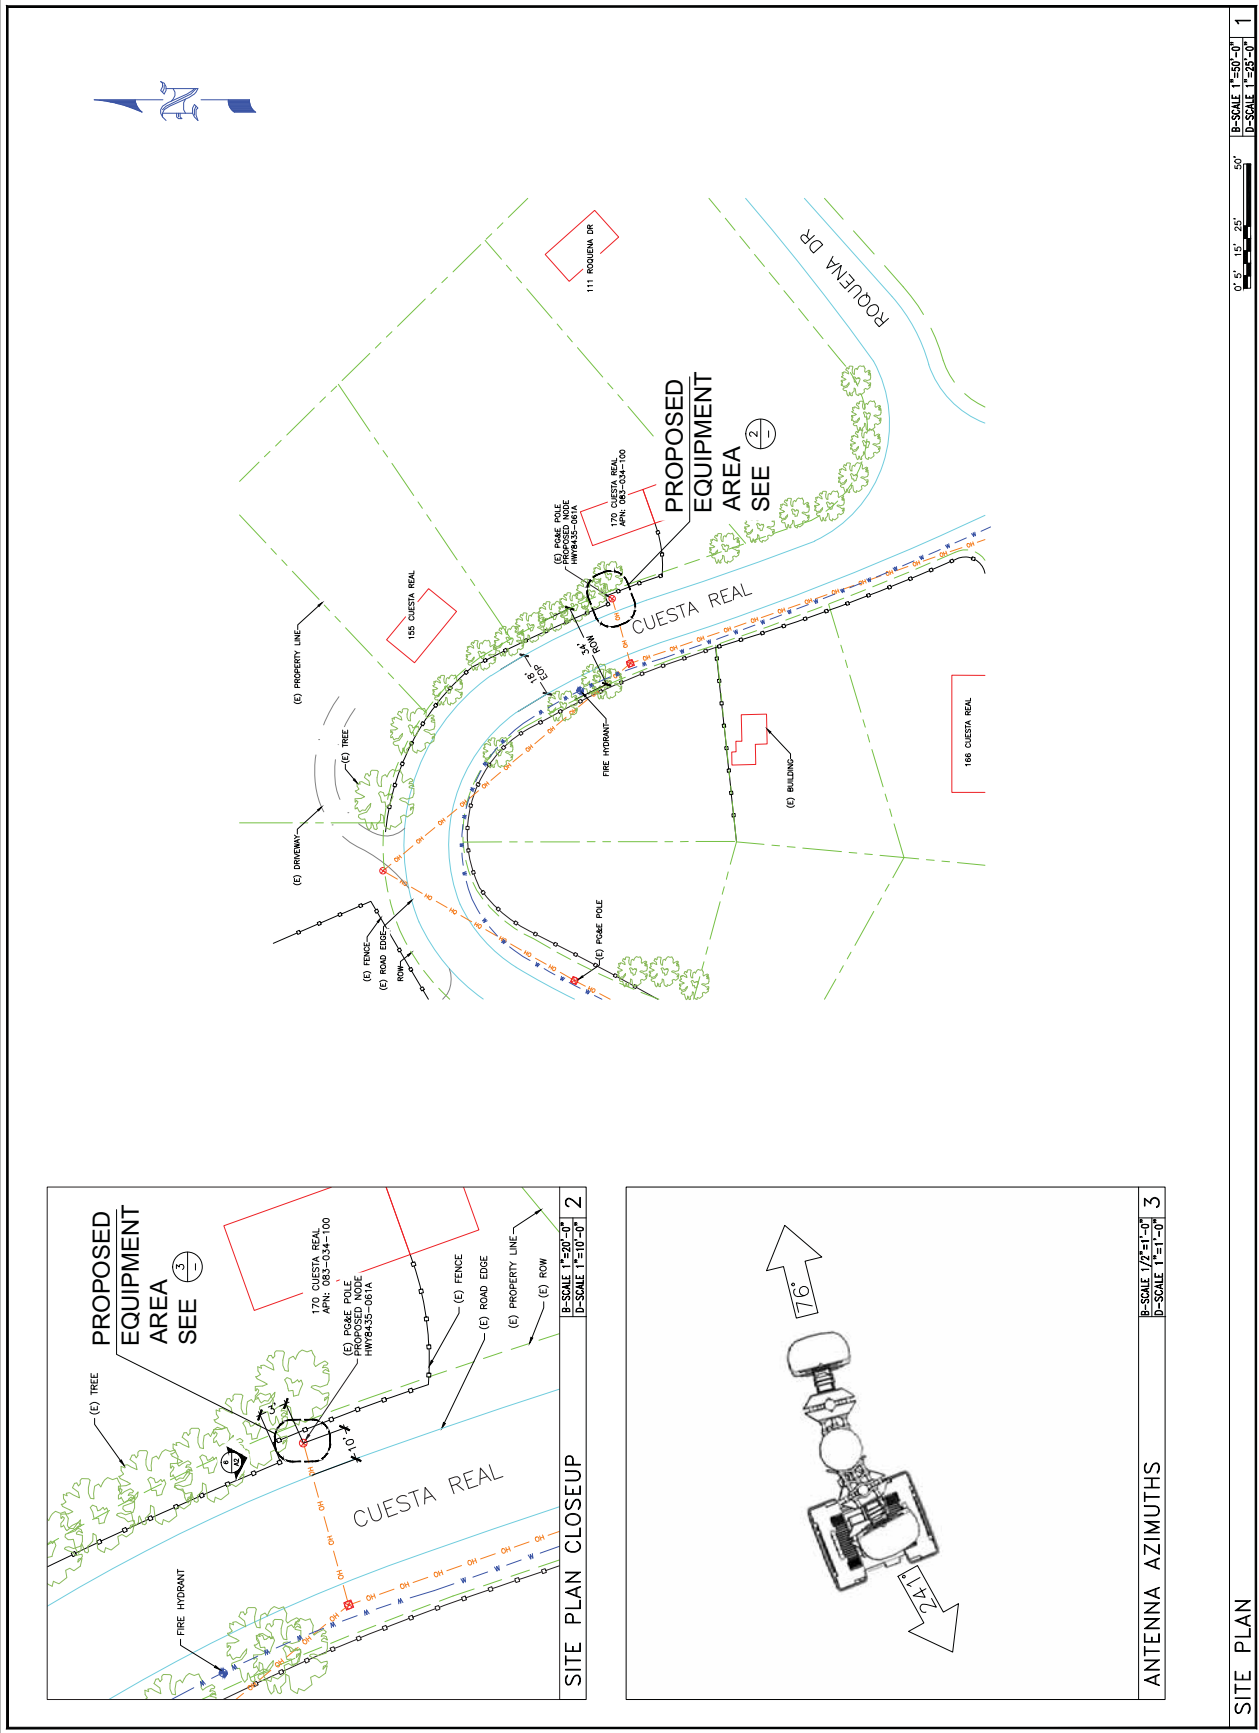 N
(E) PROPERTY LINE
155 CUESTA REAL
111 ROQUENA DR
ROQUENA DR
(E) TREE
(E) DRIVEWAY
(E) FENCE
(E) ROAD EDGE
ROW
(E) PG&E POLE
PROPOSED NODE
HWY8435-061A
170 CUESTA REAL
APN: 083-034-100
PROPOSED
EQUIPMENT
AREA
SEE
2
–
CUESTA REAL
18'
EOP
34'
ROW
FIRE HYDRANT
(E) BUILDING
166 CUESTA REAL
(E) PG&E POLE
OH
W
SITE PLAN
0' 5' 15' 25' 50'
B-SCALE 1"=50'-0"
D-SCALE 1"=25'-0"
1
PROPOSED
EQUIPMENT
AREA
SEE
3
–
(E) TREE
FIRE HYDRANT
6
A2
3'
10'
170 CUESTA REAL
APN: 083-034-100
(E) PG&E POLE
PROPOSED NODE
HWY8435-061A
(E) FENCE
(E) ROAD EDGE
(E) PROPERTY LINE
(E) ROW
CUESTA REAL
OH
W
SITE PLAN CLOSEUP
B-SCALE 1"=20'-0"
D-SCALE 1"=10'-0"
2
76°
241°
ANTENNA AZIMUTHS
B-SCALE 1/2"=1'-0"
D-SCALE 1"=1'-0"
3